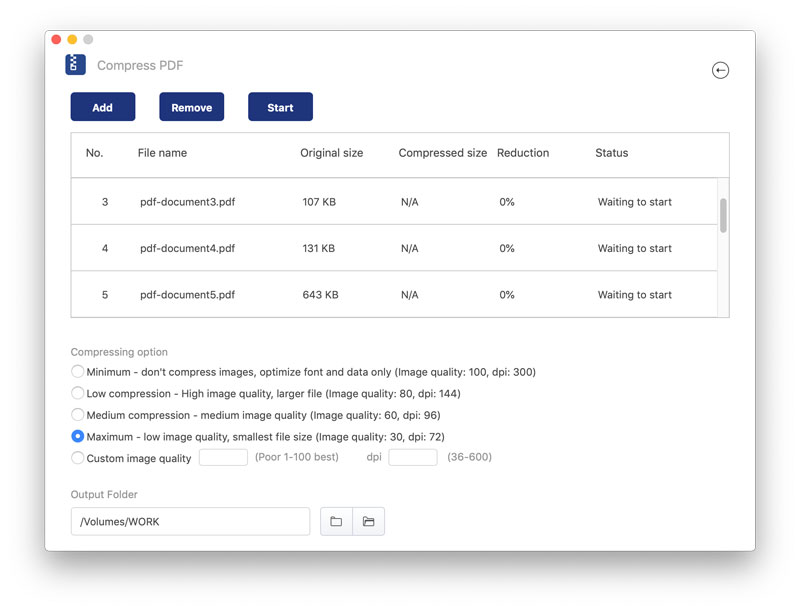 Compress PDF
Add Remove Start
No. File name Original size Compressed size Reduction Status
3 pdf-document3.pdf 107 KB N/A 0% Waiting to start
4 pdf-document4.pdf 131 KB N/A 0% Waiting to start
5 pdf-document5.pdf 643 KB N/A 0% Waiting to start
Compressing option
Minimum - don't compress images, optimize font and data only (Image quality: 100, dpi: 300)
Low compression - High image quality, larger file (Image quality: 80, dpi: 144)
Medium compression - medium image quality (Image quality: 60, dpi: 96)
Maximum - low image quality, smallest file size (Image quality: 30, dpi: 72)
Custom image quality (Poor 1-100 best) dpi (36-600)
Output Folder
/Volumes/WORK